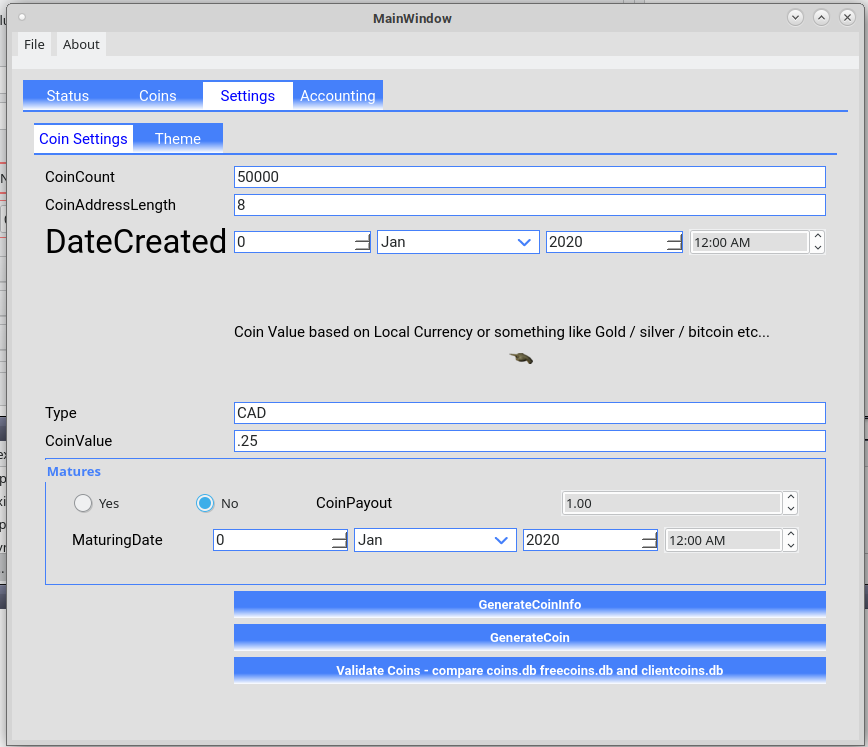 MainWindow
File About
Status Coins Settings Accounting
Coin Settings Theme
CoinCount 50000
CoinAddressLength 8
DateCreated 0 Jan 2020 12:00 AM
Coin Value based on Local Currency or something like Gold / silver / bitcoin etc...
Type CAD
CoinValue .25
Matures
Yes No CoinPayout 1.00
MaturingDate 0 Jan 2020 12:00 AM
GenerateCoinInfo
GenerateCoin
Validate Coins - compare coins.db freecoins.db and clientcoins.db